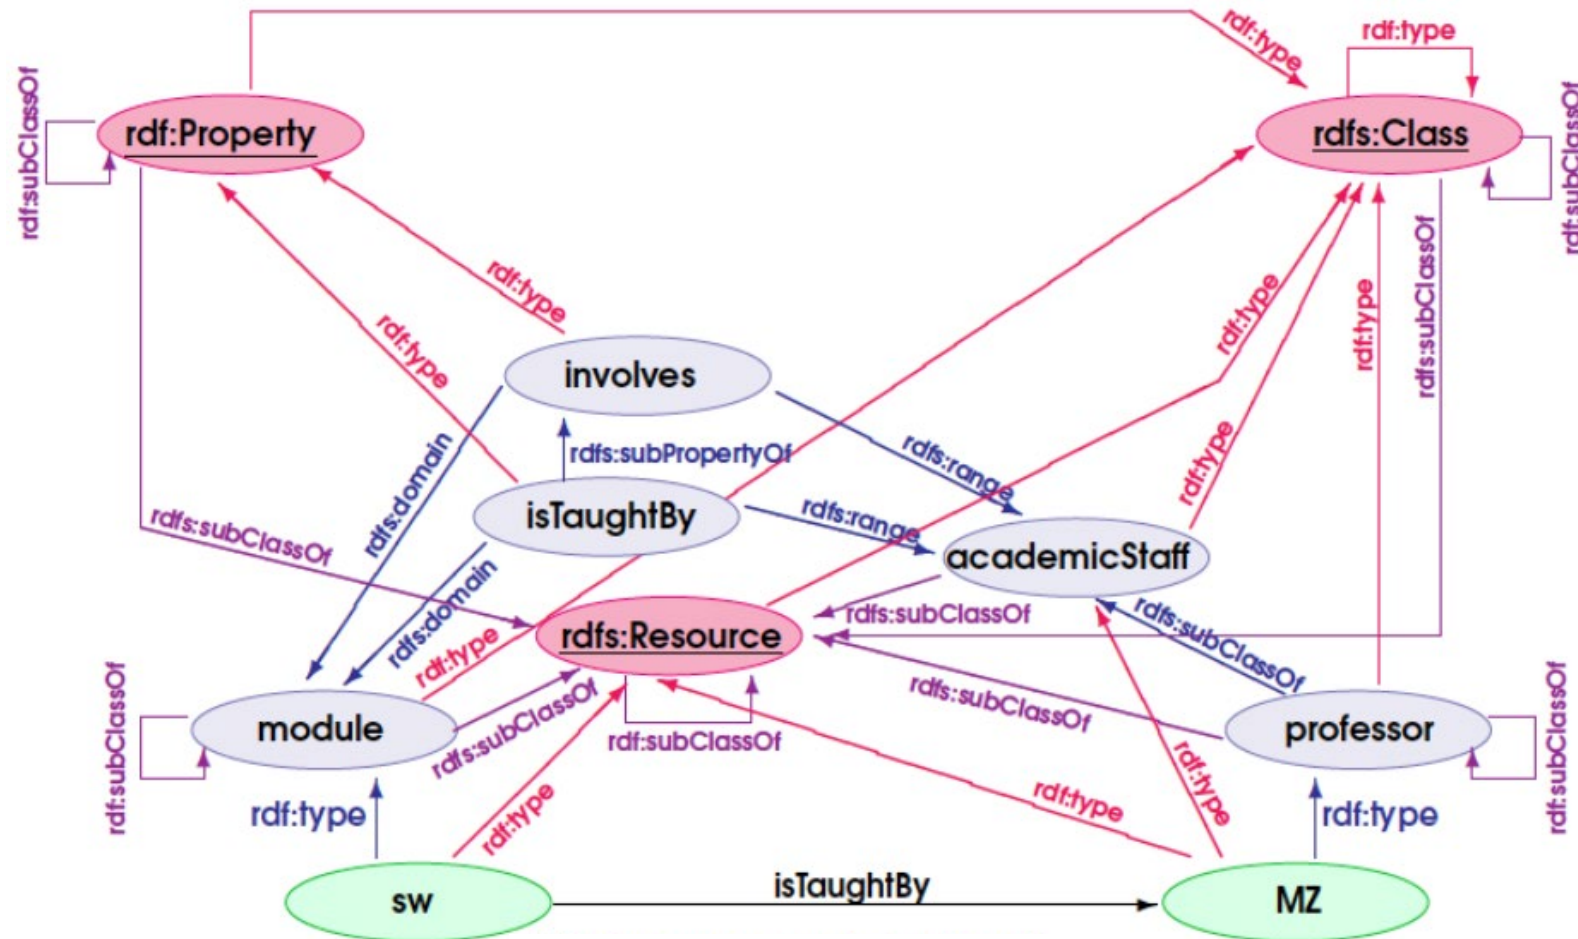 rdf:type
rdf:type
rdf:subClassOf
rdf:Property
rdfs:Class
rdf:subClassOf
rdf:type
rdf:type
rdf:type
rdf:type
rdfs:subClassOf
involves
rdfs:domain
rdfs:subPropertyOf
rdfs:range
rdf:type
isTaughtBy
rdfs:range
rdfs:subClassOf
academicStaff
rdfs:domain
rdf:type
rdfs:Resource
rdfs:subClassOf
rdfs:subClassOf
rdf:subClassOf
module
rdfs:subClassOf
rdf:subClassOf
rdfs:subClassOf
professor
rdf:subClassOf
rdf:type
rdf:type
rdf:type
rdf:type
rdf:type
sw
isTaughtBy
MZ